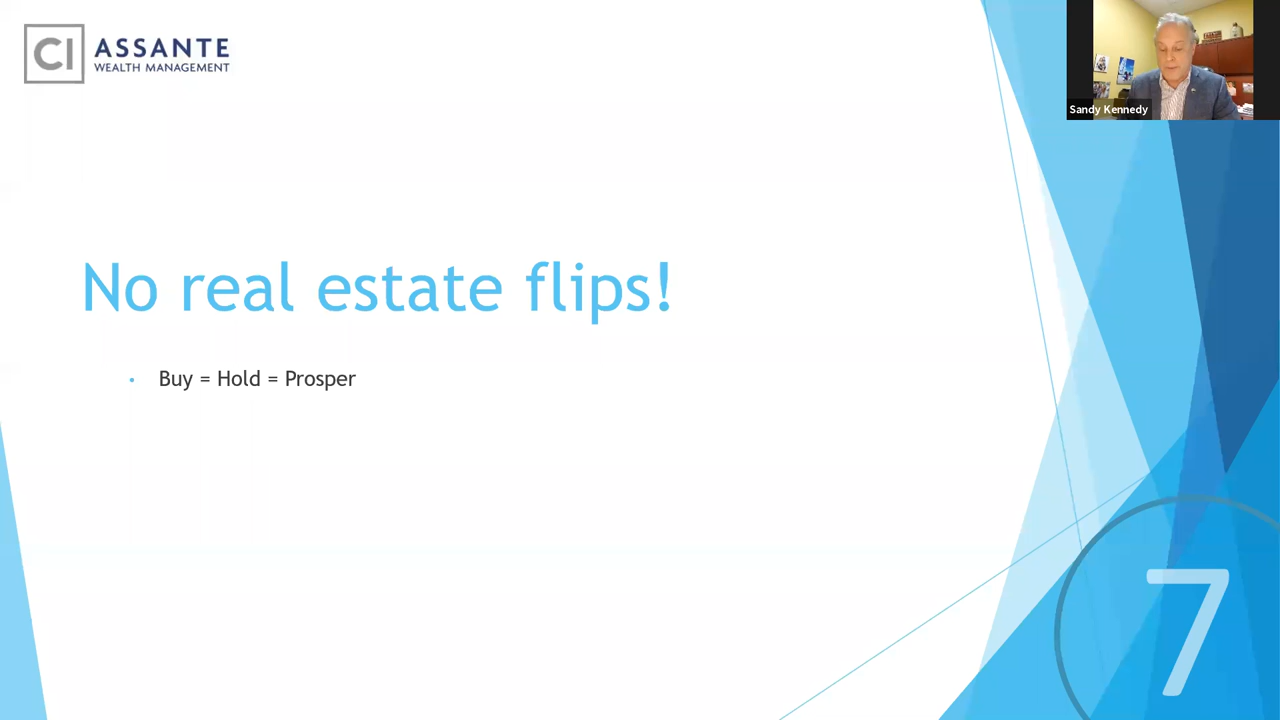 CI ASSANTE
WEALTH MANAGEMENT
Sandy Kennedy
No real estate flips!
• Buy = Hold = Prosper
7